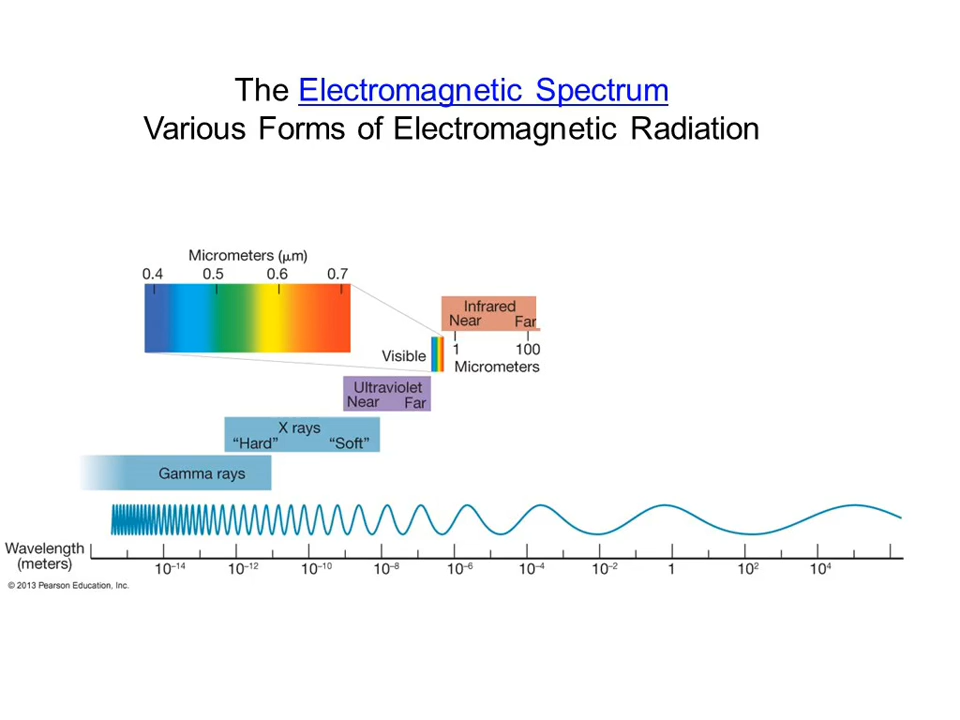 The Electromagnetic Spectrum
Various Forms of Electromagnetic Radiation
Micrometers (μm)
0.4 0.5 0.6 0.7
Infrared
Near Far
Visible
1 100
Micrometers
Ultraviolet
Near Far
X rays
“Hard” “Soft”
Gamma rays
Wavelength
(meters)
10⁻¹⁴ 10⁻¹² 10⁻¹⁰ 10⁻⁸ 10⁻⁶ 10⁻⁴ 10⁻² 1 10² 10⁴
© 2013 Pearson Education, Inc.